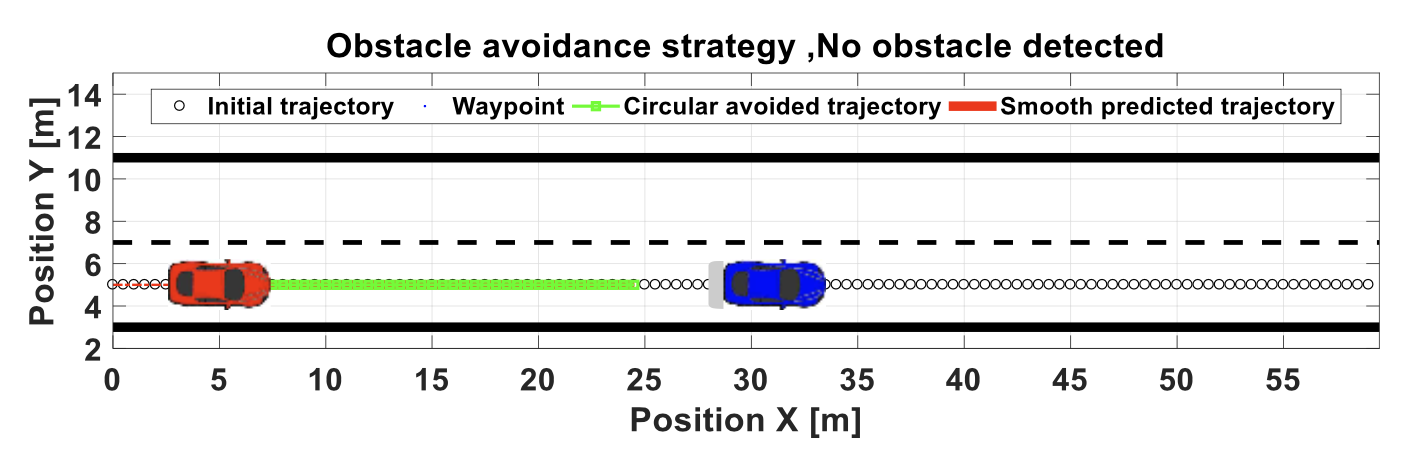 Obstacle avoidance strategy ,No obstacle detected
Initial trajectory Waypoint Circular avoided trajectory Smooth predicted trajectory
Position Y [m]
14
12
10
8
6
4
2
0 5 10 15 20 25 30 35 40 45 50 55
Position X [m]